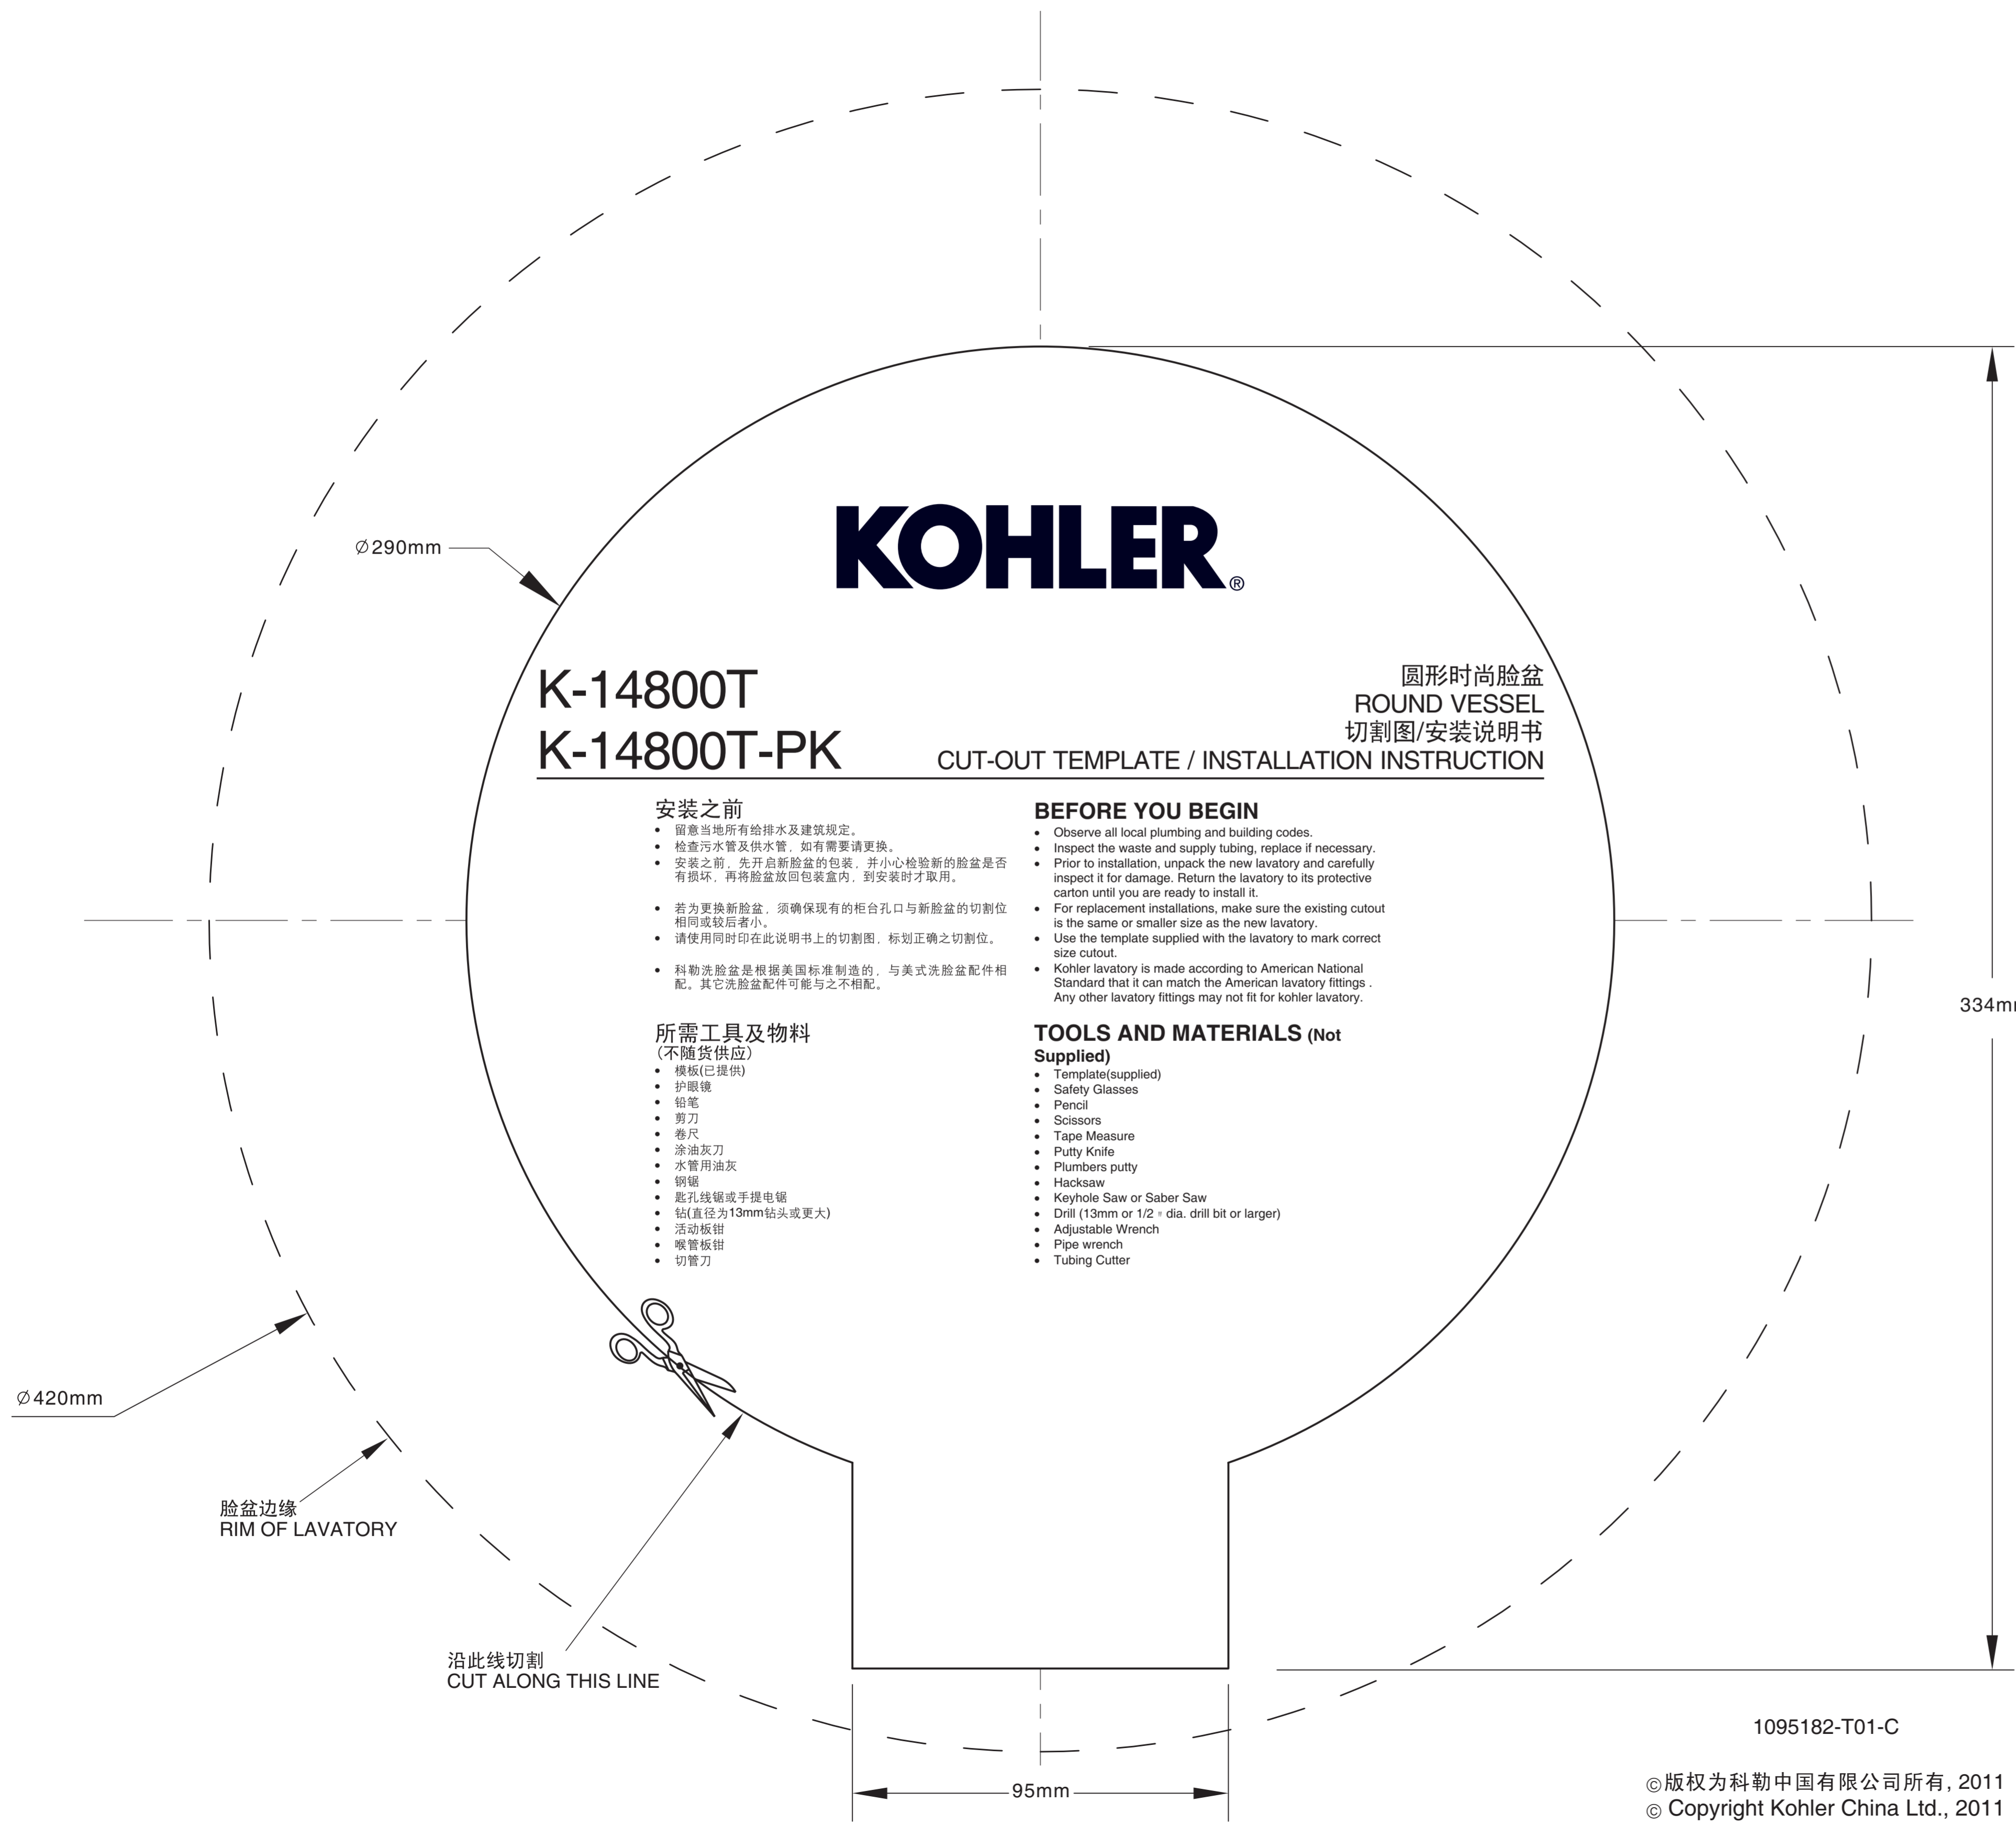 ∅290mm
KOHLER®
K-14800T
K-14800T-PK
圆形时尚脸盆
ROUND VESSEL
切割图/安装说明书
CUT-OUT TEMPLATE / INSTALLATION INSTRUCTION
安装之前
• 留意当地所有给排水及建筑规定。
• 检查污水管及供水管，如有需要请更换。
• 安装之前，先开启新脸盆的包装，并小心检验新的脸盆是否
有损坏，再将脸盆放回包装盒内，到安装时才取用。
• 若为更换新脸盆，须确保现有的柜台孔口与新脸盆的切割位
相同或较后者小。
• 请使用同时印在此说明书上的切割图，标划正确之切割位。
• 科勒洗脸盆是根据美国标准制造的，与美式洗脸盆配件相
配。其它洗脸盆配件可能与之不相配。
BEFORE YOU BEGIN
• Observe all local plumbing and building codes.
• Inspect the waste and supply tubing, replace if necessary.
• Prior to installation, unpack the new lavatory and carefully
inspect it for damage. Return the lavatory to its protective
carton until you are ready to install it.
• For replacement installations, make sure the existing cutout
is the same or smaller size as the new lavatory.
• Use the template supplied with the lavatory to mark correct
size cutout.
• Kohler lavatory is made according to American National
Standard that it can match the American lavatory fittings .
Any other lavatory fittings may not fit for kohler lavatory.
所需工具及物料
（不随货供应）
• 模板(已提供)
• 护眼镜
• 铅笔
• 剪刀
• 卷尺
• 涂油灰刀
• 水管用油灰
• 钢锯
• 匙孔线锯或手提电锯
• 钻(直径为13mm钻头或更大)
• 活动板钳
• 喉管板钳
• 切管刀
TOOLS AND MATERIALS (Not
Supplied)
• Template(supplied)
• Safety Glasses
• Pencil
• Scissors
• Tape Measure
• Putty Knife
• Plumbers putty
• Hacksaw
• Keyhole Saw or Saber Saw
• Drill (13mm or 1/2 " dia. drill bit or larger)
• Adjustable Wrench
• Pipe wrench
• Tubing Cutter
∅420mm
脸盆边缘
RIM OF LAVATORY
沿此线切割
CUT ALONG THIS LINE
95mm
1095182-T01-C
©版权为科勒中国有限公司所有, 2011
© Copyright Kohler China Ltd., 2011